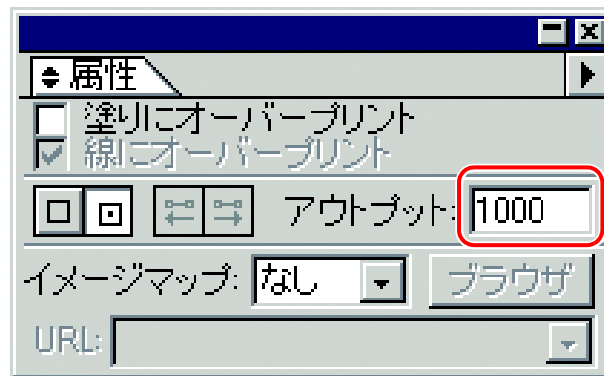 属性
塗りにオーバープリント
線にオーバープリント
アウトプット: 1000
イメージマップ: なし ブラウザ
URL: